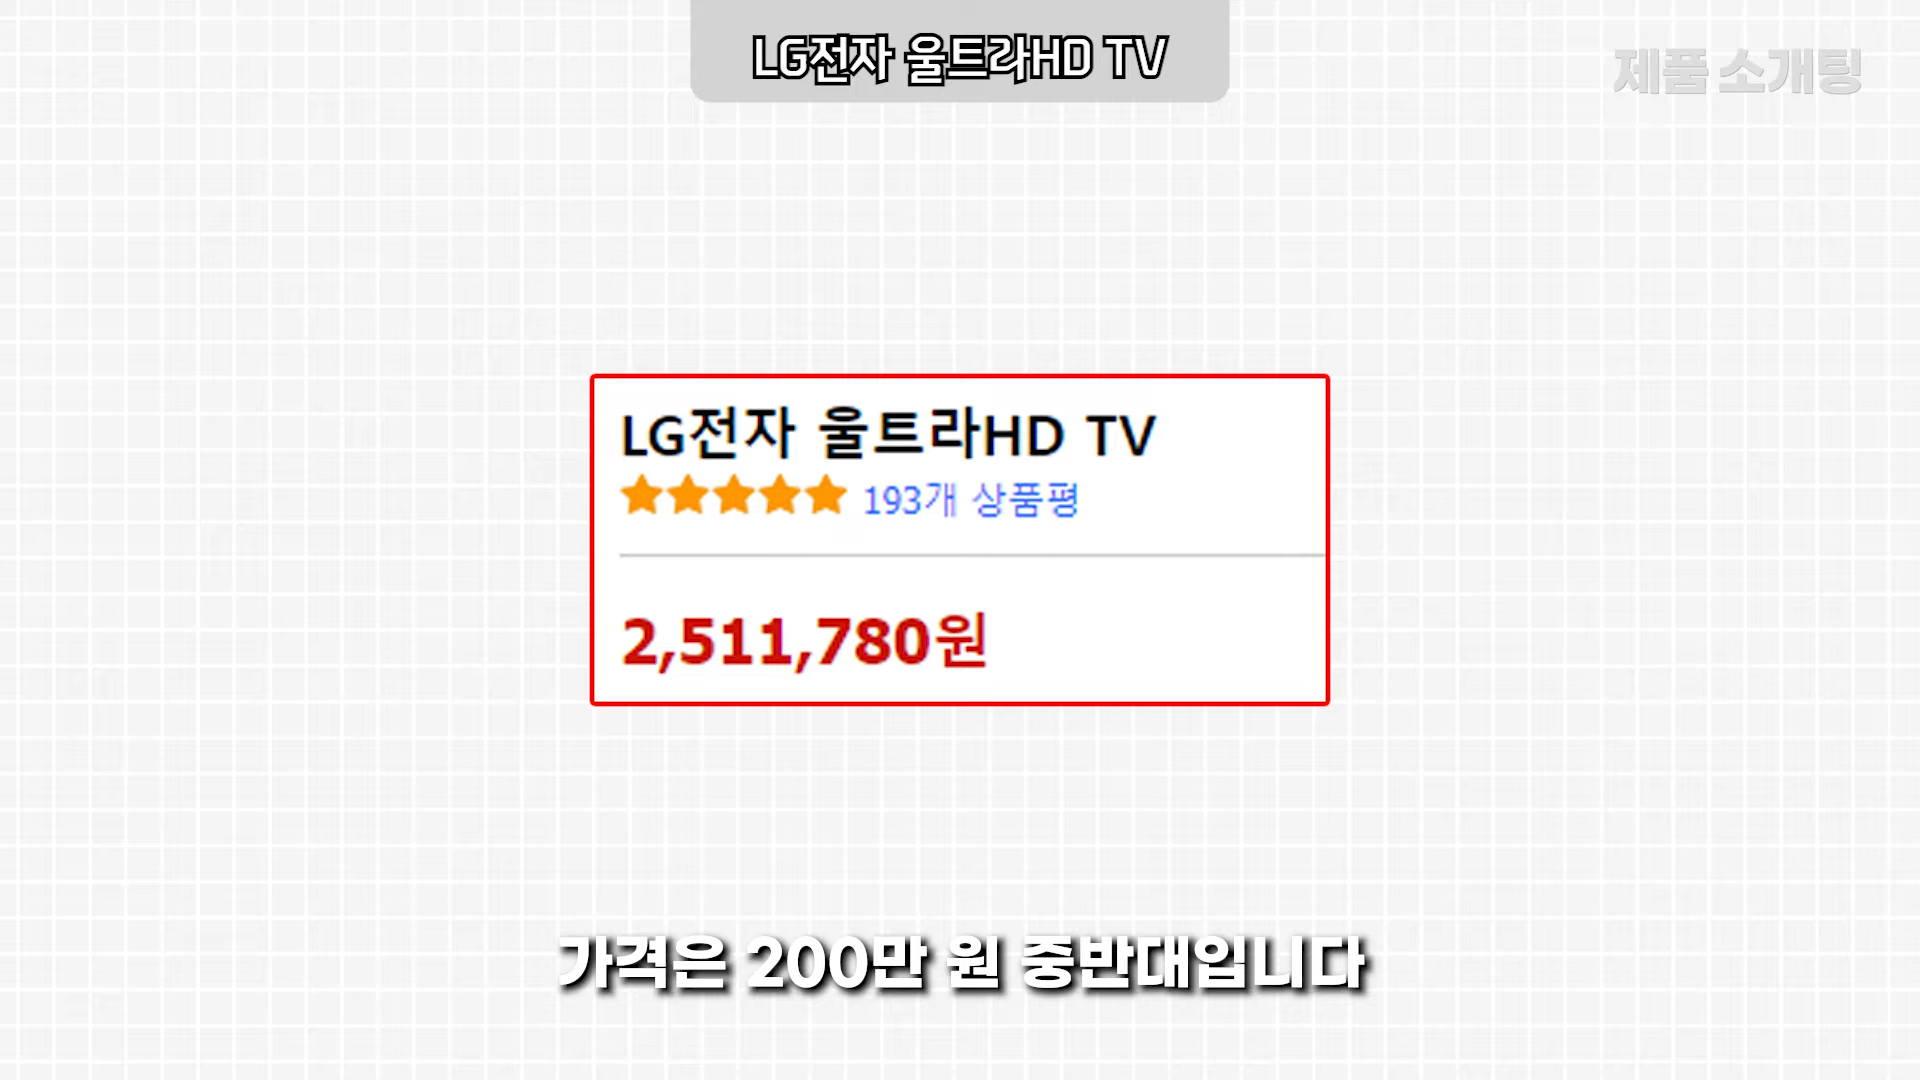 LG전자 울트라HD TV
제품 소개팅
LG전자 울트라HD TV
193개 상품평
2,511,780원
가격은 200만 원 중반대입니다